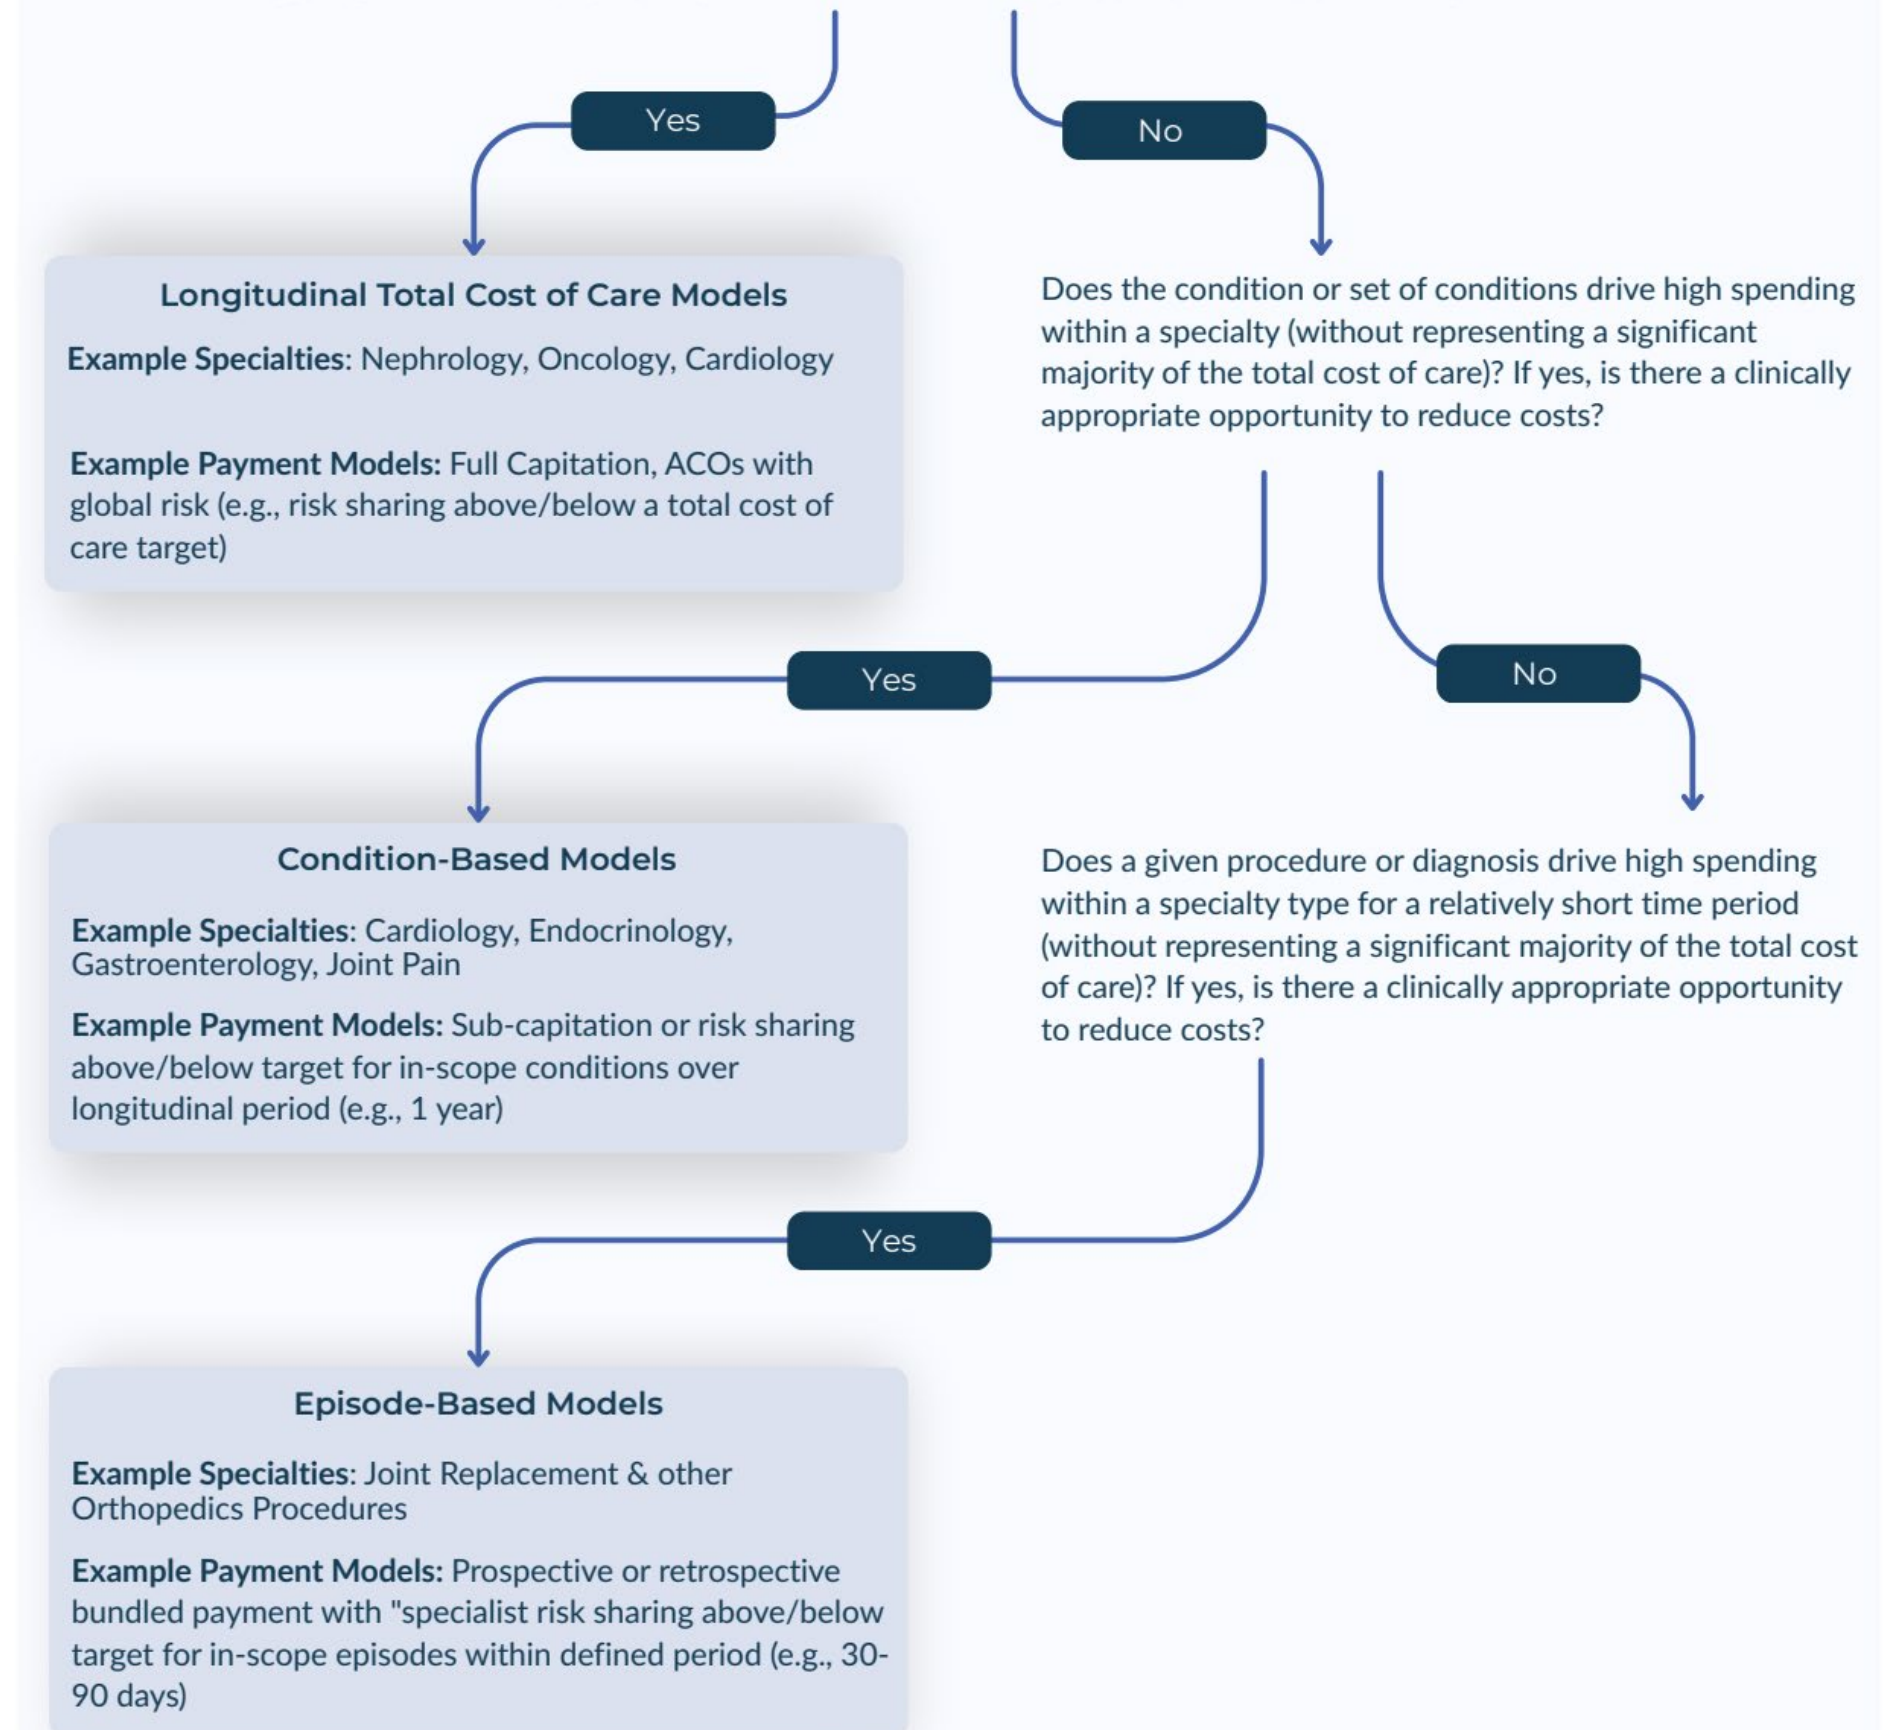 Yes
No
Longitudinal Total Cost of Care Models
Example Specialties: Nephrology, Oncology, Cardiology
Example Payment Models: Full Capitation, ACOs with
global risk (e.g., risk sharing above/below a total cost of
care target)
Does the condition or set of conditions drive high spending
within a specialty (without representing a significant
majority of the total cost of care)? If yes, is there a clinically
appropriate opportunity to reduce costs?
Yes
No
Condition-Based Models
Example Specialties: Cardiology, Endocrinology,
Gastroenterology, Joint Pain
Example Payment Models: Sub-capitation or risk sharing
above/below target for in-scope conditions over
longitudinal period (e.g., 1 year)
Does a given procedure or diagnosis drive high spending
within a specialty type for a relatively short time period
(without representing a significant majority of the total cost
of care)? If yes, is there a clinically appropriate opportunity
to reduce costs?
Yes
Episode-Based Models
Example Specialties: Joint Replacement & other
Orthopedics Procedures
Example Payment Models: Prospective or retrospective
bundled payment with "specialist risk sharing above/below
target for in-scope episodes within defined period (e.g., 30-
90 days)